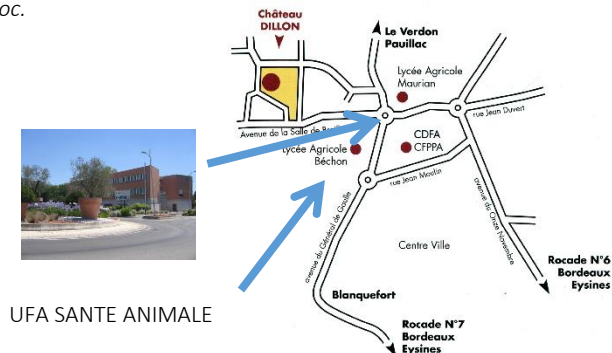 oc.
Château
DILLON
Le Verdon
Pauillac
Lycée Agricole
Maurian
rue Jean Duvert
Avenue de la Salle de
CDFA
CFPPA
Lycée Agricole
Béchon
rue Jean Moulin
avenue du Général de Gaulle
avenue du Onze Novembre
Centre Ville
Rocade N°6
Bordeaux
Eysines
Blanquefort
UFA SANTE ANIMALE
Rocade N°7
Bordeaux
Eysines